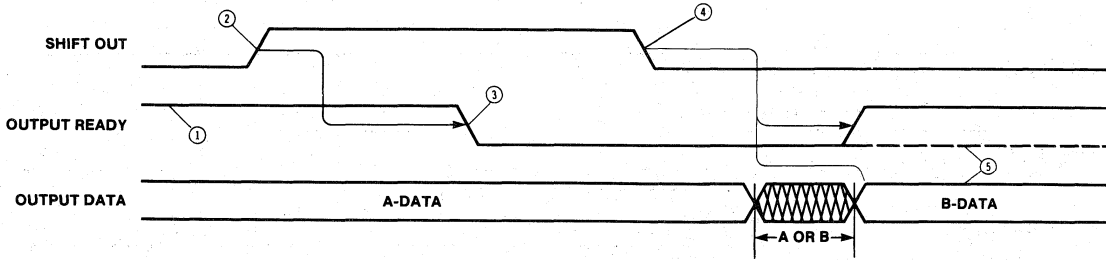 SHIFT OUT
2
4
OUTPUT READY
1
3
5
OUTPUT DATA
A-DATA
B-DATA
A OR B